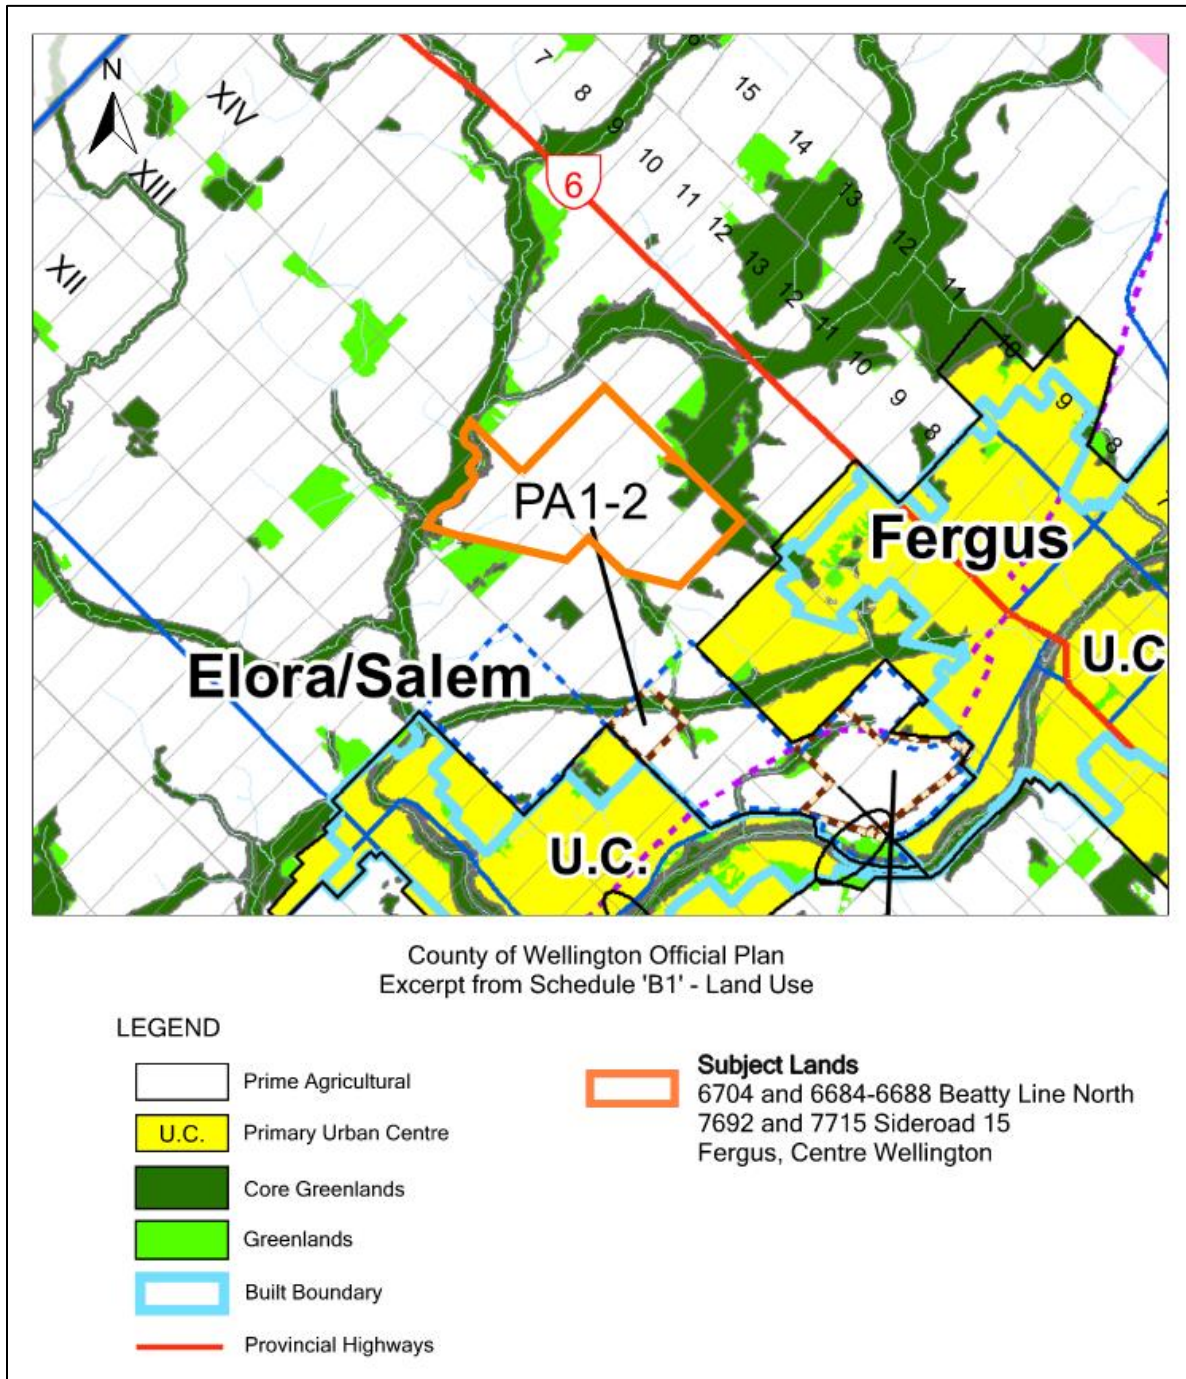 N
XIV
XIII
XII
7
8
9
10
11
12
13
12
11
10
9
8
15
14
13
12
11
10
9
8
6
PA1-2
Fergus
Elora/Salem
U.C
U.C.
County of Wellington Official Plan
Excerpt from Schedule 'B1' - Land Use
LEGEND
Prime Agricultural
U.C. Primary Urban Centre
Core Greenlands
Greenlands
Built Boundary
Provincial Highways
Subject Lands
6704 and 6684-6688 Beatty Line North
7692 and 7715 Sideroad 15
Fergus, Centre Wellington